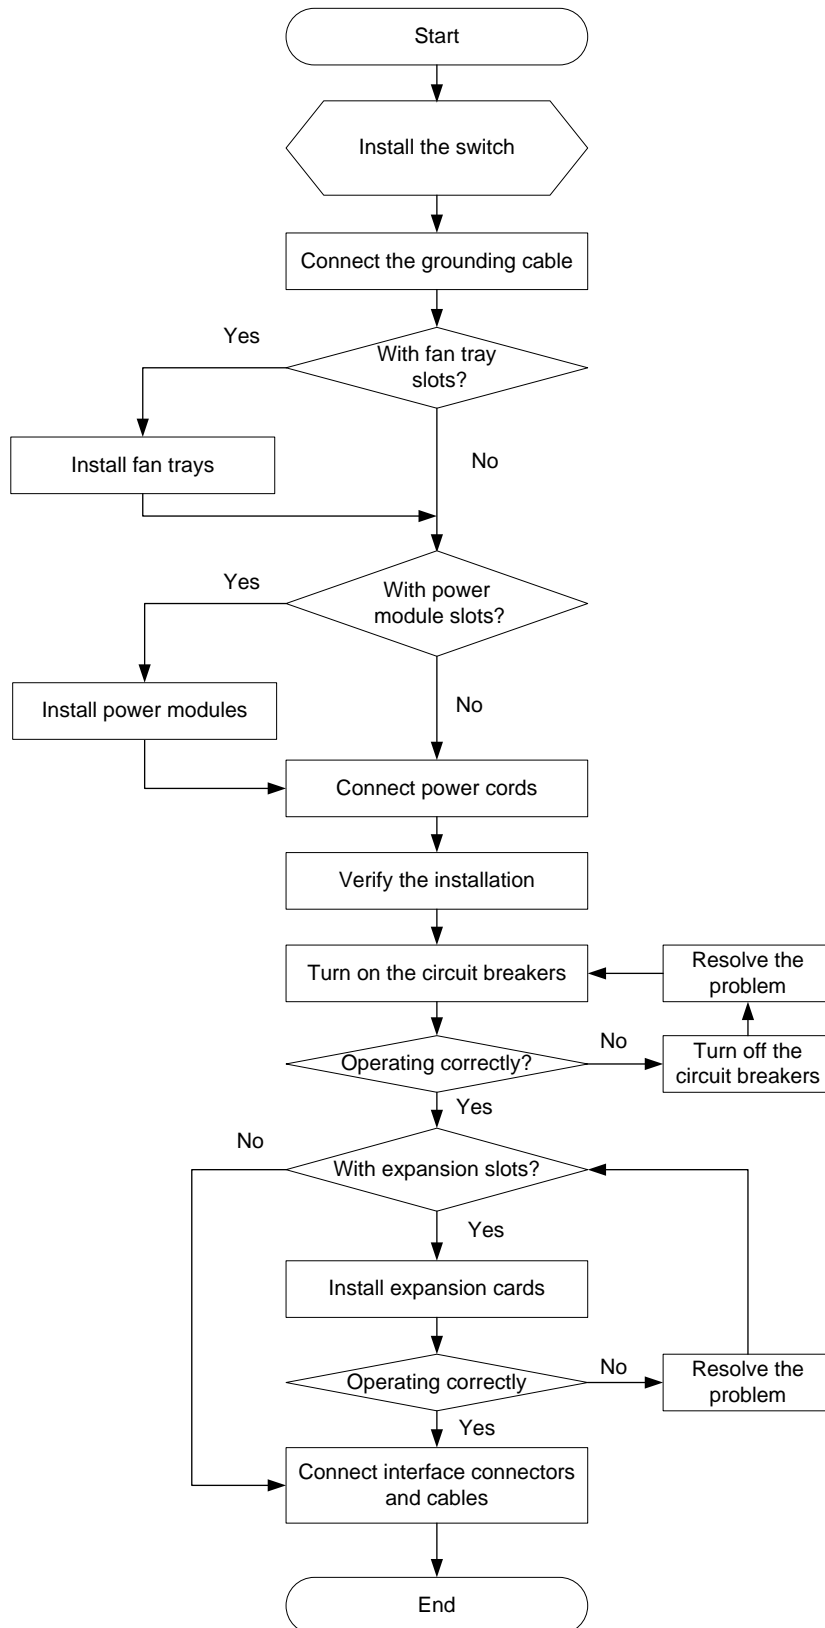 Start
Install the switch
Connect the grounding cable
Yes
With fan tray
slots?
Install fan trays
No
Yes
With power
module slots?
Install power modules
No
Connect power cords
Verify the installation
Turn on the circuit breakers
Resolve the
problem
Operating correctly?
No
Turn off the
circuit breakers
Yes
No
With expansion slots?
Yes
Install expansion cards
Operating correctly
No
Resolve the
problem
Yes
Connect interface connectors
and cables
End